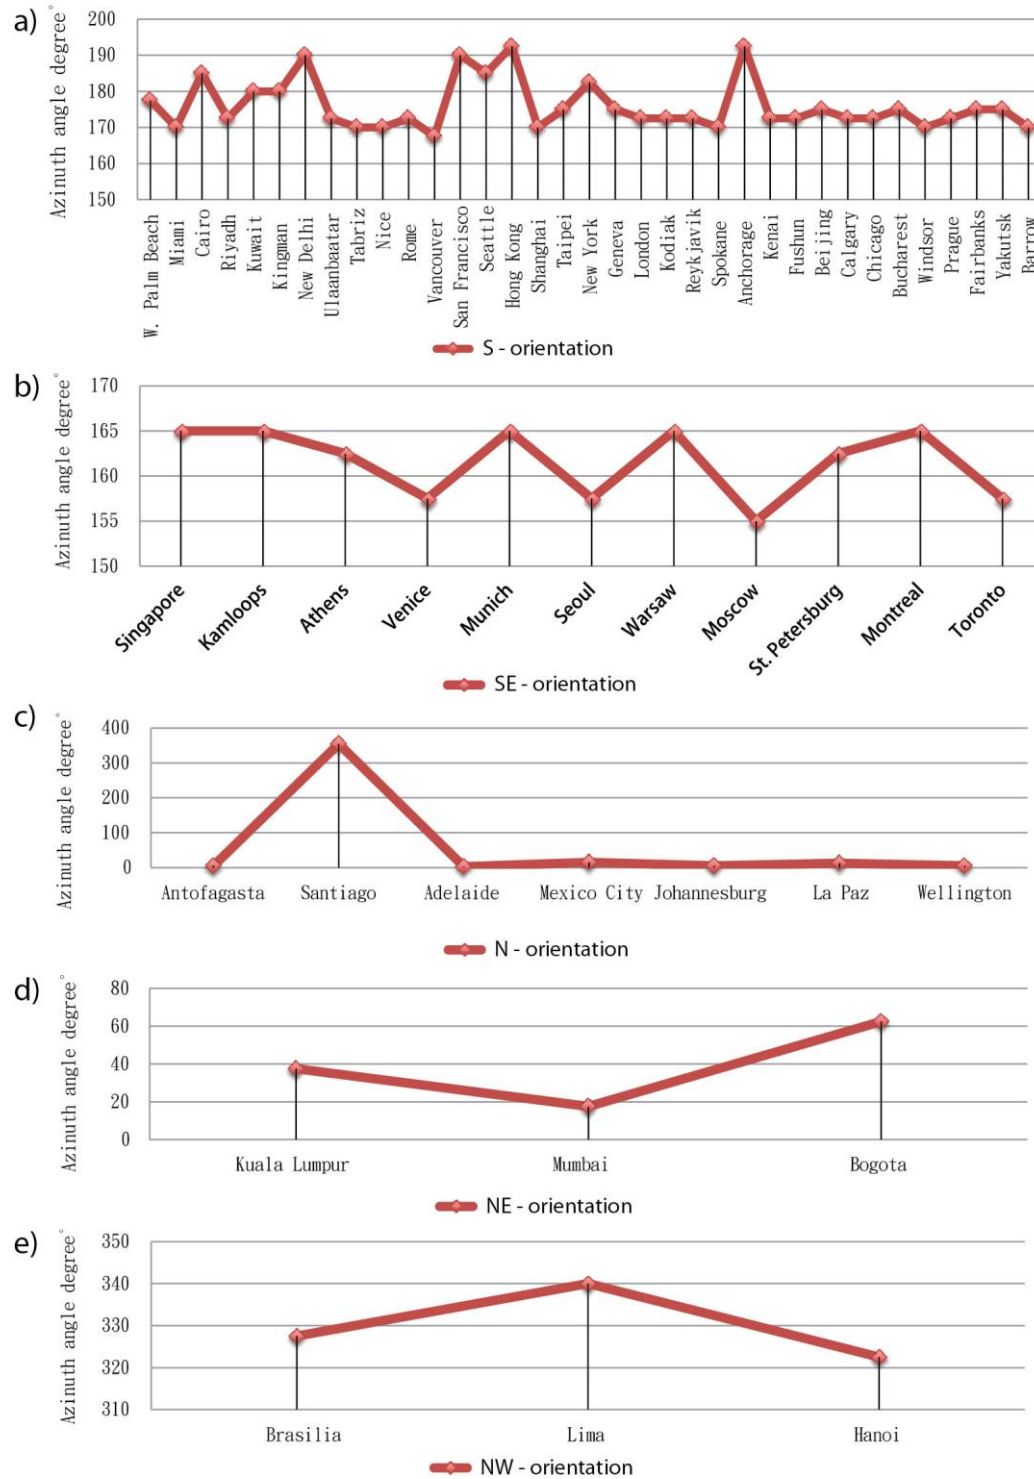 a)
Azinuth angle degree°
200
190
180
170
160
150
W. Palm Beach
Miami
Cairo
Riyadh
Kuwait
Kingman
New Delhi
Ulaanbaatar
Tabriz
Nice
Rome
Vancouver
San Francisco
Seattle
Hong Kong
Shanghai
Taipei
New York
Geneva
London
Kodiak
Reykjavik
Spokane
Anchorage
Kenai
Fushun
Beijing
Calgary
Chicago
Bucharest
Windsor
Prague
Fairbanks
Yakutsk
Barrow
S - orientation
b)
Azinuth angle degree°
170
165
160
155
150
Singapore
Kamloops
Athens
Venice
Munich
Seoul
Warsaw
Moscow
St. Petersburg
Montreal
Toronto
SE - orientation
c)
Azimuth angle degree°
400
300
200
100
0
Antofagasta
Santiago
Adelaide
Mexico City
Johannesburg
La Paz
Wellington
N - orientation
d)
Azimuth angle degree°
80
60
40
20
0
Kuala Lumpur
Mumbai
Bogota
NE - orientation
e)
Azimuth angle degree°
350
340
330
320
310
Brasilia
Lima
Hanoi
NW - orientation